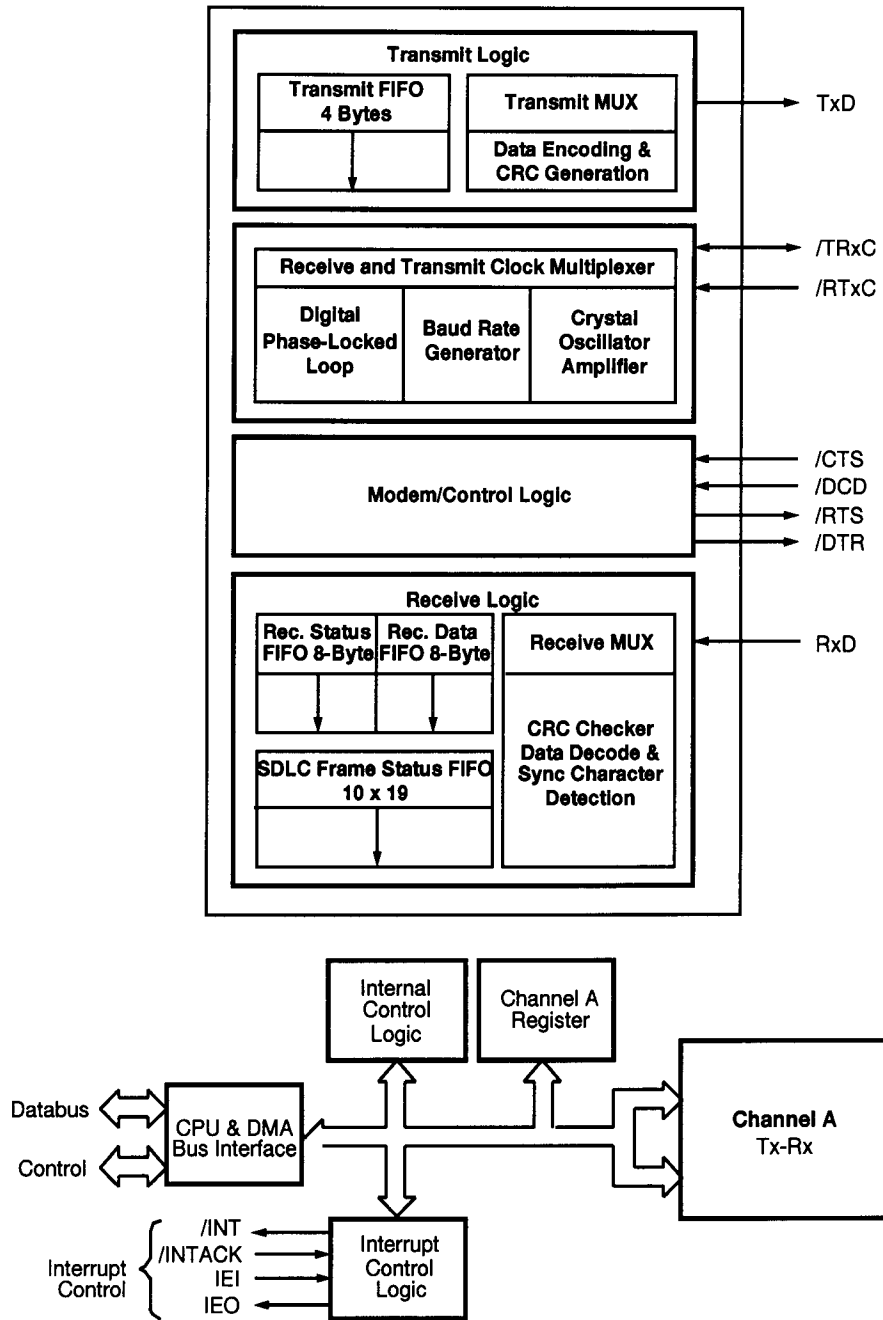 Transmit Logic
Transmit FIFO
4 Bytes
Transmit MUX
Data Encoding &
CRC Generation
TxD
Receive and Transmit Clock Multiplexer
Digital
Phase-Locked
Loop
Baud Rate
Generator
Crystal
Oscillator
Amplifier
/TRxC
/RTxC
Modem/Control Logic
/CTS
/DCD
/RTS
/DTR
Receive Logic
Rec. Status
FIFO 8-Byte
Rec. Data
FIFO 8-Byte
Receive MUX
CRC Checker
Data Decode &
Sync Character
Detection
SDLC Frame Status FIFO
10 x 19
RxD
Internal
Control
Logic
Channel A
Register
Databus
Control
CPU & DMA
Bus Interface
Channel A
Tx-Rx
Interrupt
Control
/INT
/INTACK
IEI
IEO
Interrupt
Control
Logic